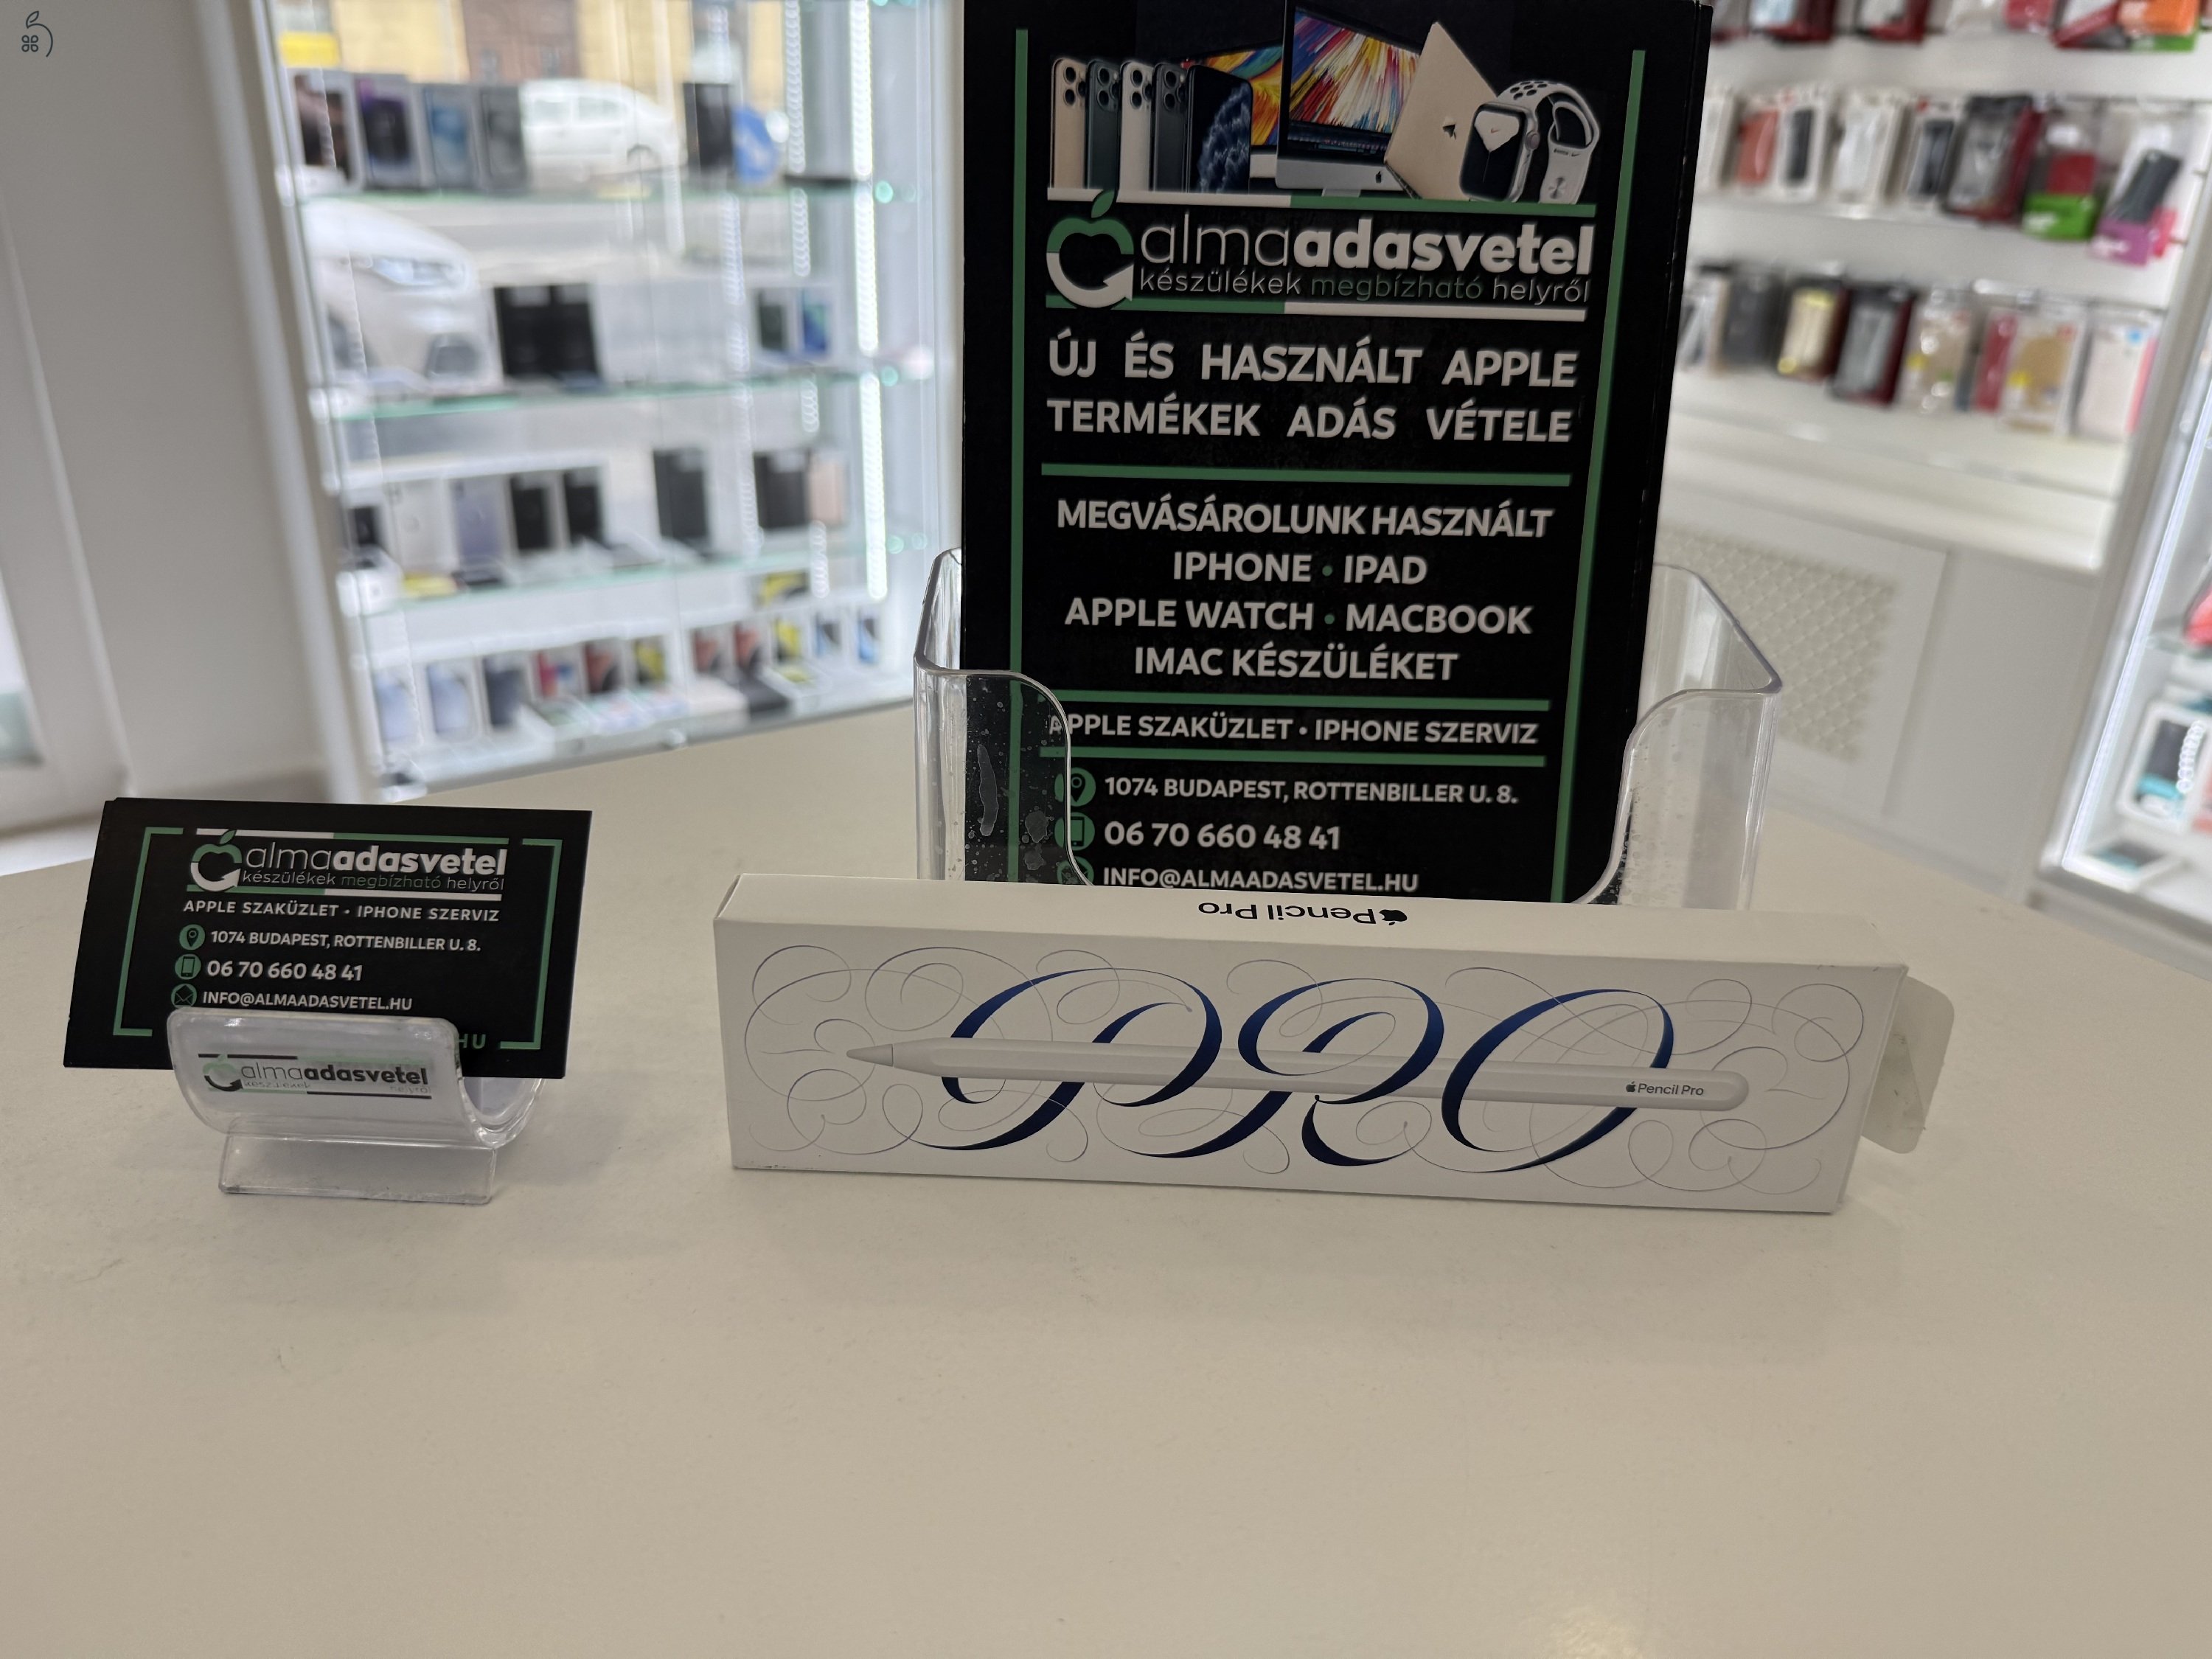 almaadasvetel
készülékek megbízható helyről
ÚJ ÉS HASZNÁLT APPLE
TERMÉKEK ADÁS VÉTELE
MEGVÁSÁROLUNK HASZNÁLT
IPHONE • IPAD
APPLE WATCH • MACBOOK
IMAC KÉSZÜLÉKET
APPLE SZAKÜZLET • IPHONE SZERVIZ
1074 BUDAPEST, ROTTENBILLER U. 8.
06 70 660 48 41
INFO@ALMAADASVETEL.HU
almaadasvetel
készülékek megbízható helyről
APPLE SZAKÜZLET • IPHONE SZERVIZ
1074 BUDAPEST, ROTTENBILLER U. 8.
06 70 660 48 41
INFO@ALMAADASVETEL.HU
HU
almaadasvetel
Pencil Pro
PRO
Pencil Pro